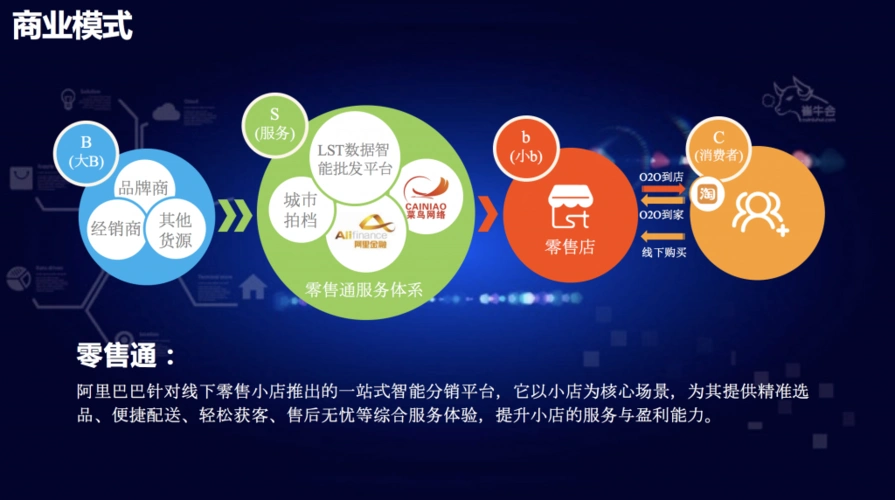 商业模式
B
(大B)
品牌商
经销商
其他
货源
S
(服务)
LST数据智
能批发平台
城市
拍档
CAINIAO
菜鸟网络
Alifinance
阿里金融
零售通服务体系
b
(小b)
零售店
O2O到店
O2O到家
线下购买
C
(消费者)
淘
崔牛会
零售通：
阿里巴巴针对线下零售小店推出的一站式智能分销平台，它以小店为核心场景，为其提供精准选
品、便捷配送、轻松获客、售后无忧等综合服务体验，提升小店的服务与盈利能力。